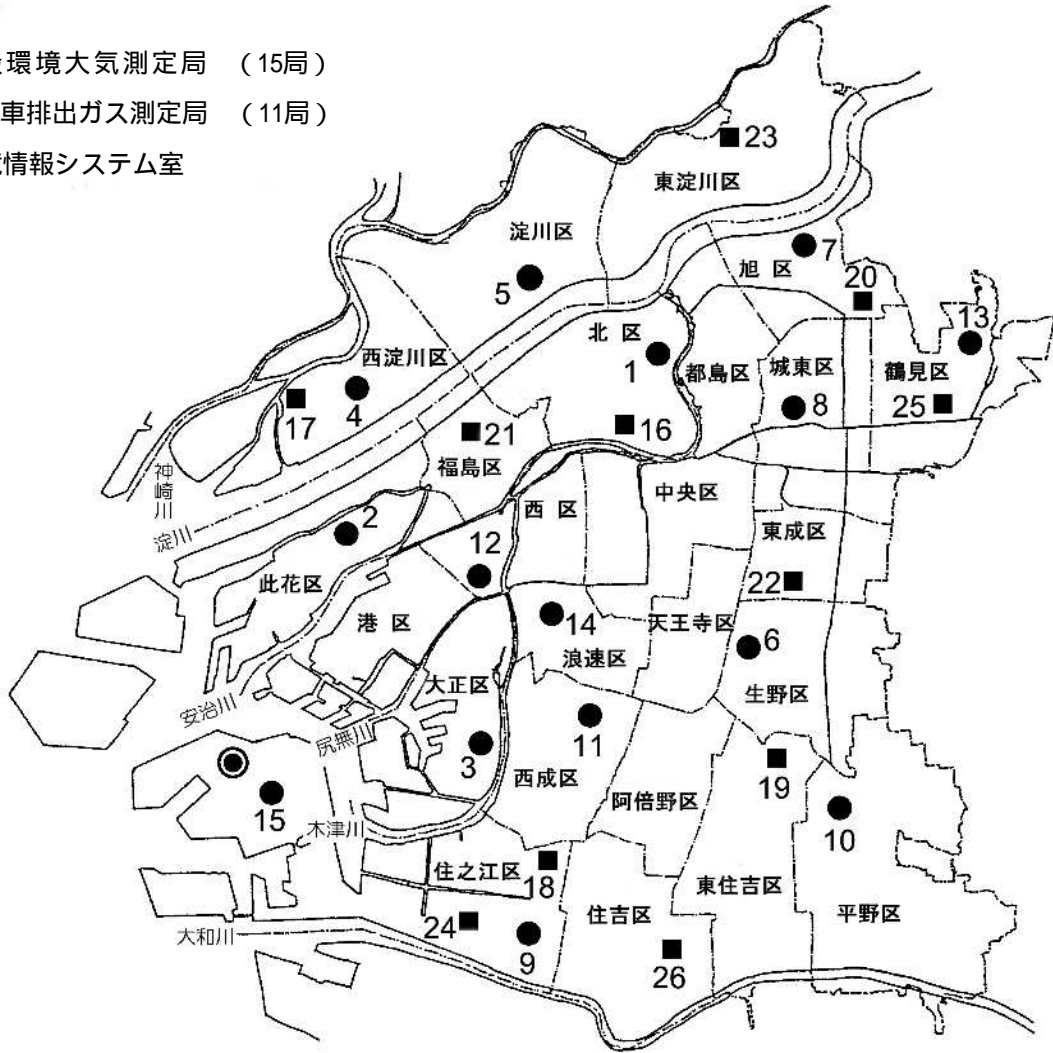 環境大気測定局 （15局）
車排出ガス測定局 （11局）
情報システム室
23
東淀川区
淀川区
7
旭 区
5
20
13
北 区
西淀川区
1
都島区
城東区
鶴見区
4
8
25
17
21
16
福島区
神崎川
中央区
2
西 区
淀川
東成区
12
此花区
22
港 区
14
天王寺区
6
浪速区
大正区
生野区
安治川
尻無川
11
3
西成区
19
阿倍野区
15
10
木津川
住之江区
18
東住吉区
住吉区
平野区
24
大和川
9
26